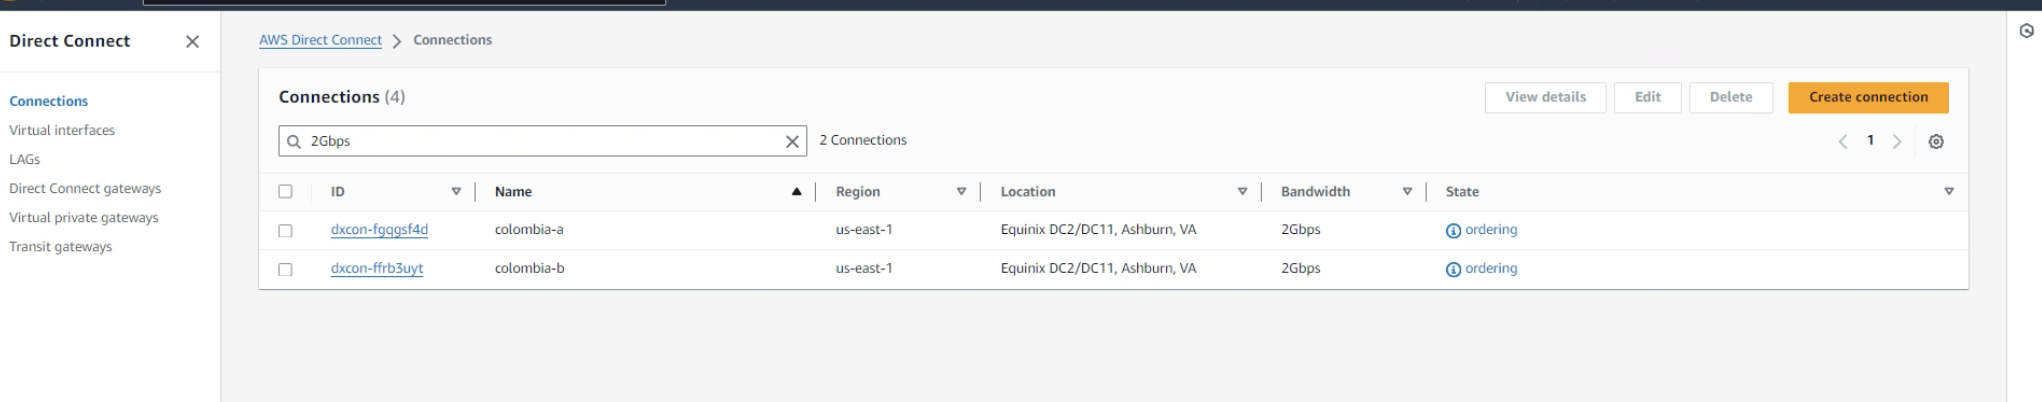 Direct Connect
AWS Direct Connect > Connections
Connections
Virtual interfaces
LAGs
Direct Connect gateways
Virtual private gateways
Transit gateways
Connections (4)
View details Edit Delete Create connection
2Gbps 2 Connections 1
ID Name Region Location Bandwidth State
dxcon-fgqgsf4d colombia-a us-east-1 Equinix DC2/DC11, Ashburn, VA 2Gbps ordering
dxcon-ffrb3uyt colombia-b us-east-1 Equinix DC2/DC11, Ashburn, VA 2Gbps ordering